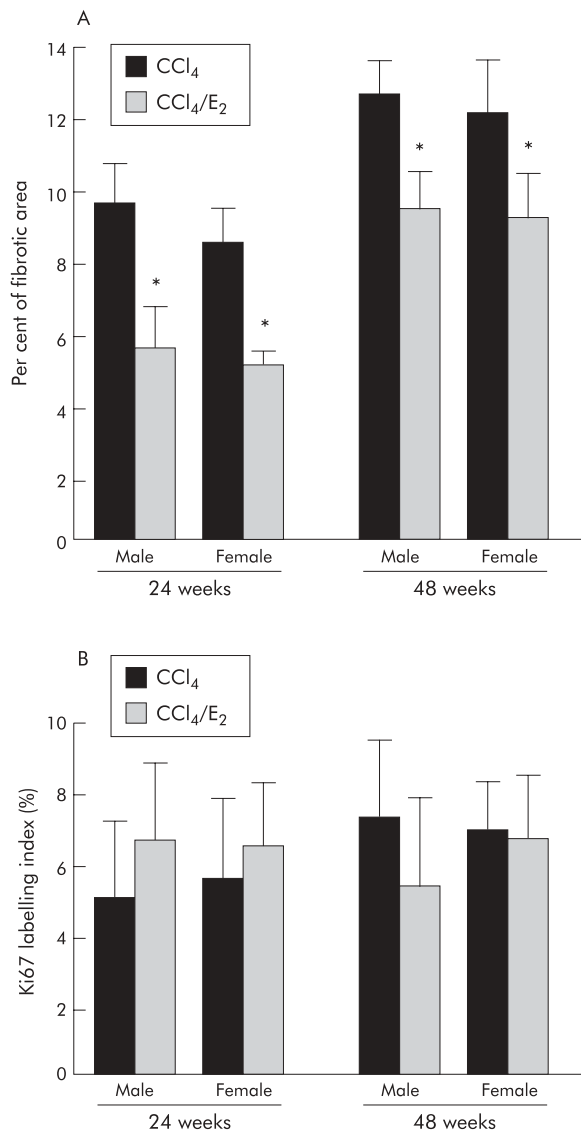 A
14
CCl4
CCl4/E2
12
10
8
6
4
2
0
Per cent of fibrotic area
*
*
*
*
Male Female Male Female
24 weeks 48 weeks
B
CCl4
CCl4/E2
10
8
6
4
2
0
Ki67 labelling index (%)
Male Female Male Female
24 weeks 48 weeks